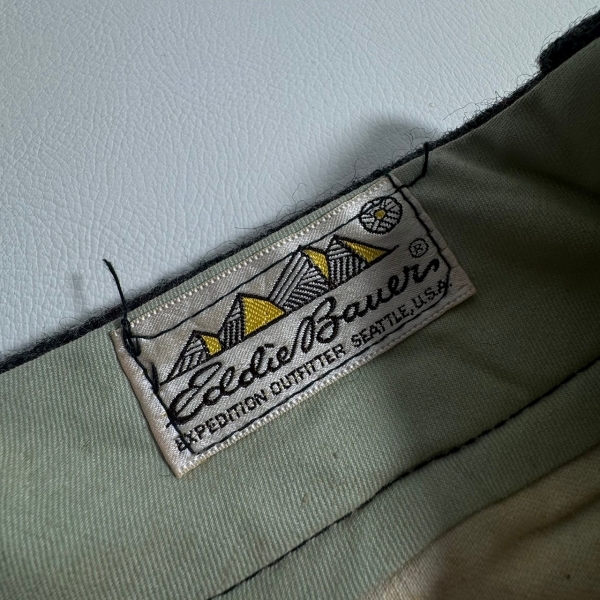 Eddie Bauer®
EXPEDITION OUTFITTER SEATTLE, U.S.A.